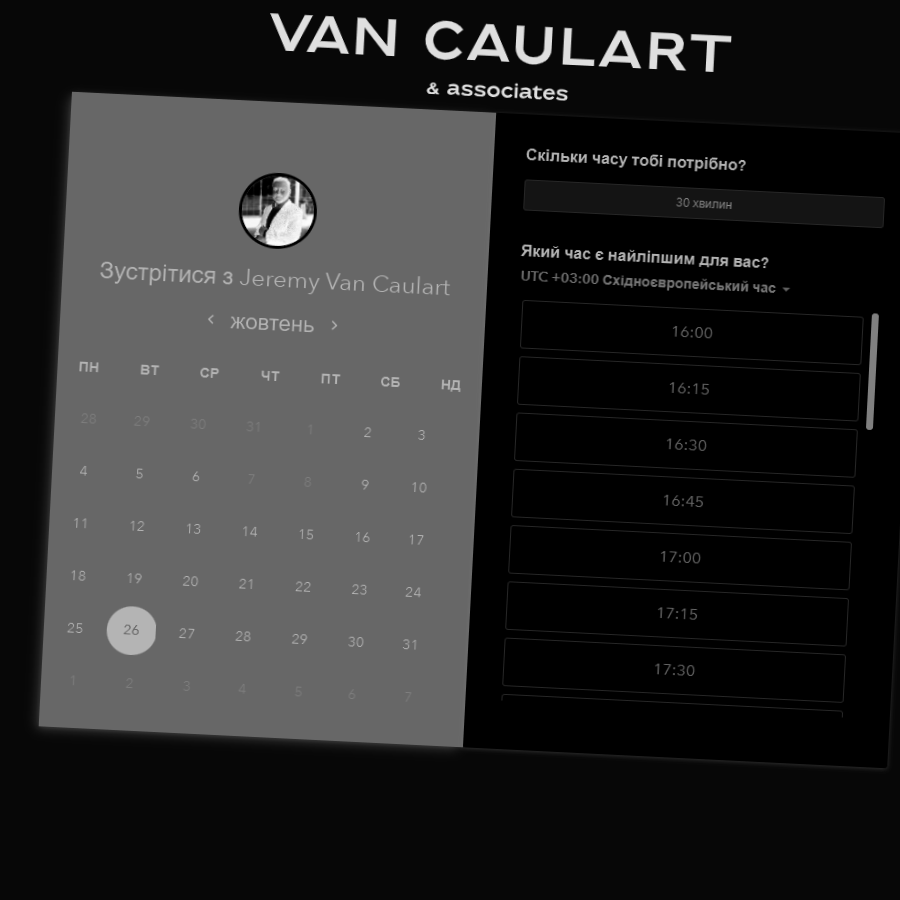 VAN CAULART
& associates
Зустрітися з Jeremy Van Caulart
жовтень
ПН ВТ СР ЧТ ПТ СБ НД
28 29 30 31 1 2 3
4 5 6 7 8 9 10
11 12 13 14 15 16 17
18 19 20 21 22 23 24
25 26 27 28 29 30 31
1 2 3 4 5 6 7
Скільки часу тобі потрібно?
30 хвилин
Який час є найліпшим для вас?
UTC +03:00 Східноєвропейський час
16:00
16:15
16:30
16:45
17:00
17:15
17:30